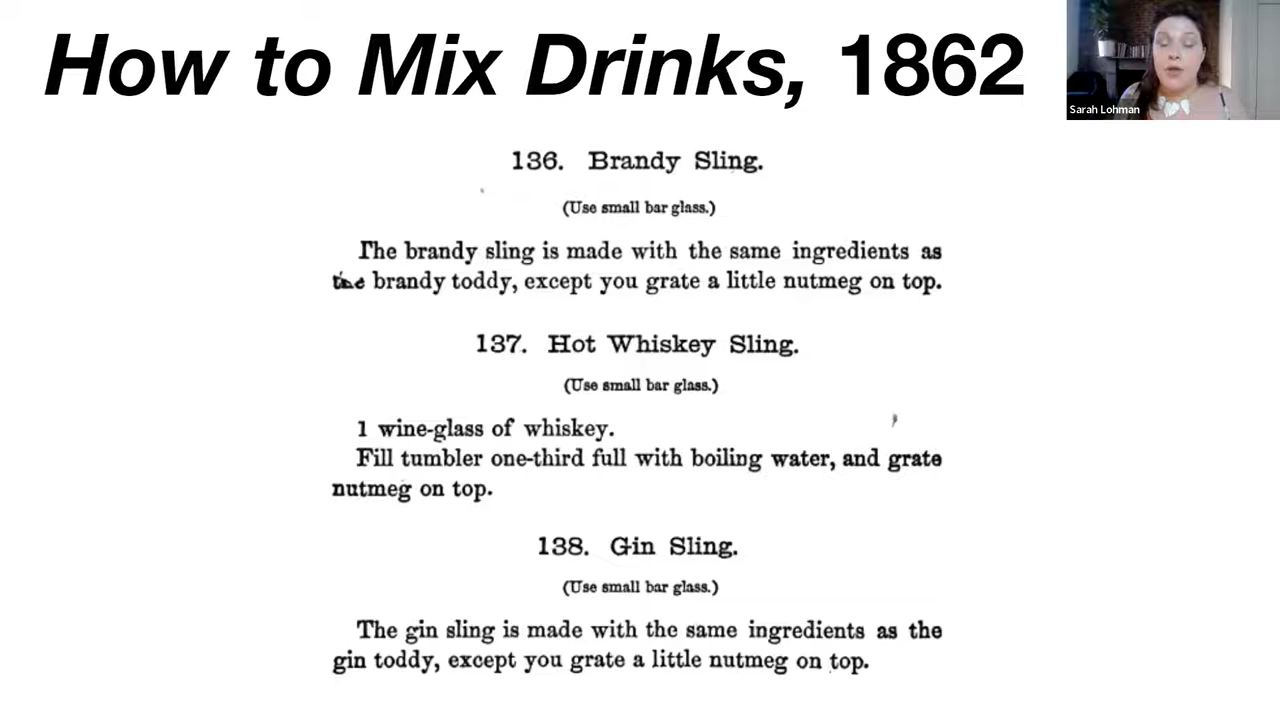 How to Mix Drinks, 1862
Sarah Lohman
136. Brandy Sling.
(Use small bar glass.)
The brandy sling is made with the same ingredients as
the brandy toddy, except you grate a little nutmeg on top.
137. Hot Whiskey Sling.
(Use small bar glass.)
1 wine-glass of whiskey.
Fill tumbler one-third full with boiling water, and grate
nutmeg on top.
138. Gin Sling.
(Use small bar glass.)
The gin sling is made with the same ingredients as the
gin toddy, except you grate a little nutmeg on top.